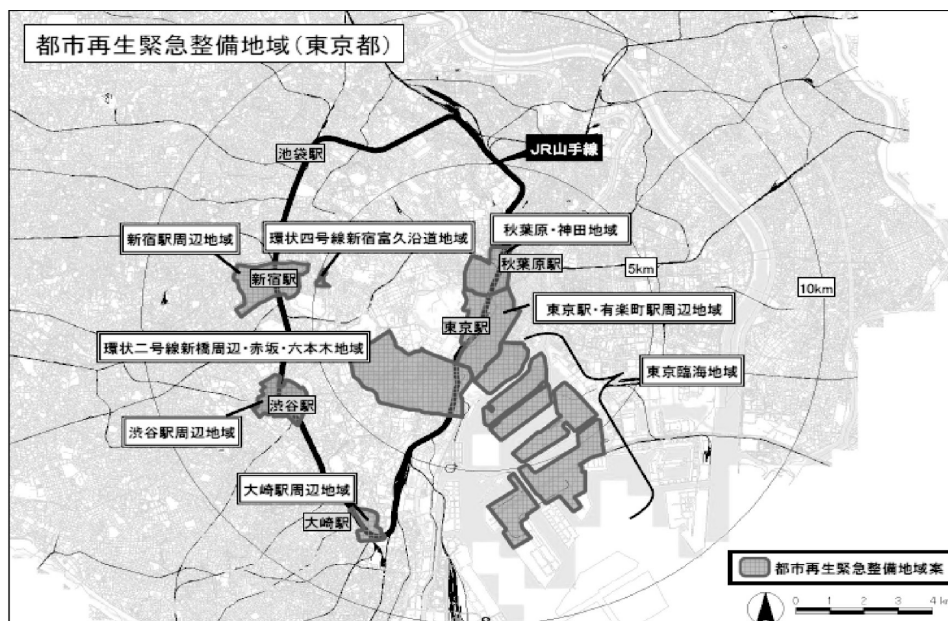 都市再生緊急整備地域(東京都)
JR山手線
池袋駅
新宿駅周辺地域
環状四号線新宿富久沿道地域
秋葉原・神田地域
秋葉原駅
新宿駅
5km
10km
東京駅・有楽町駅周辺地域
東京駅
環状二号線新橋周辺・赤坂・六本木地域
東京臨海地域
渋谷駅
渋谷駅周辺地域
大崎駅周辺地域
大崎駅
都市再生緊急整備地域案
0 1 2 3 4 k